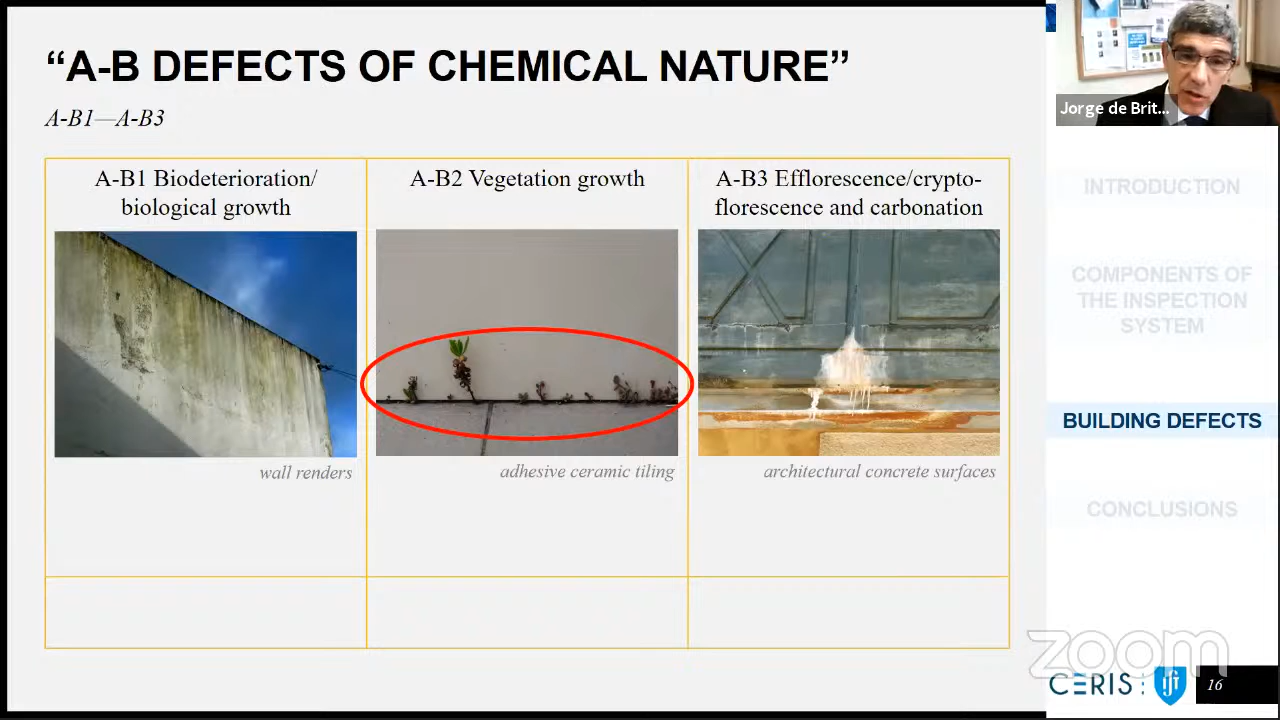 “A-B DEFECTS OF CHEMICAL NATURE”
A-B1—A-B3
A-B1 Biodeterioration/
biological growth
A-B2 Vegetation growth
A-B3 Efflorescence/crypto-
florescence and carbonation
wall renders
adhesive ceramic tiling
architectural concrete surfaces
Jorge de Brit...
INTRODUCTION
COMPONENTS OF
THE INSPECTION
SYSTEM
BUILDING DEFECTS
CONCLUSIONS
zoom
CERIS
16